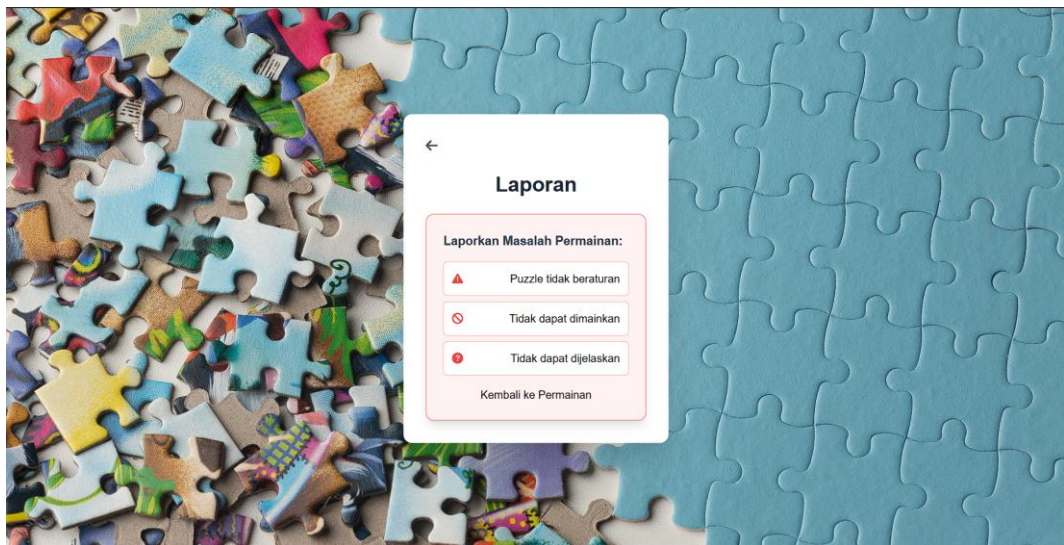 Laporan
Laporkan Masalah Permainan:
Puzzle tidak beraturan
Tidak dapat dimainkan
Tidak dapat dijelaskan
Kembali ke Permainan